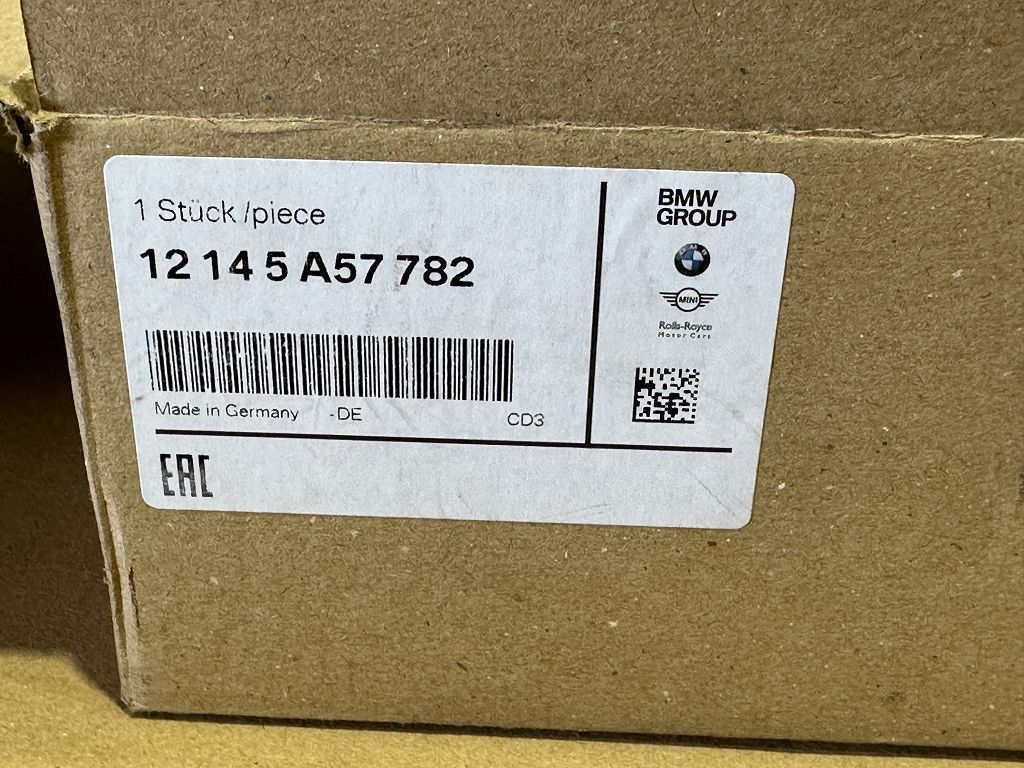 1 Stück /piece
12 14 5 A57 782
Made in Germany -DE CD3
EAC
BMW
GROUP
MINI
Rolls-Royce
Motor Cars